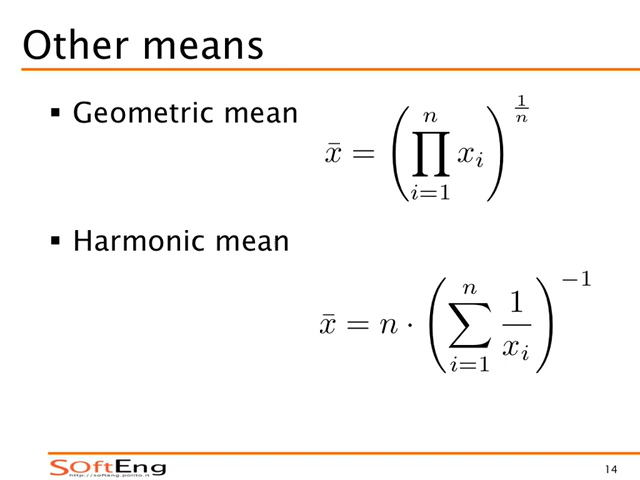 Other means
▪ Geometric mean
x̄ = (∏_{i=1}^{n} x_i)^{1/n}
▪ Harmonic mean
x̄ = n · (∑_{i=1}^{n} 1/x_i)^{−1}
SOftEng
http://softeng.polito.it
14